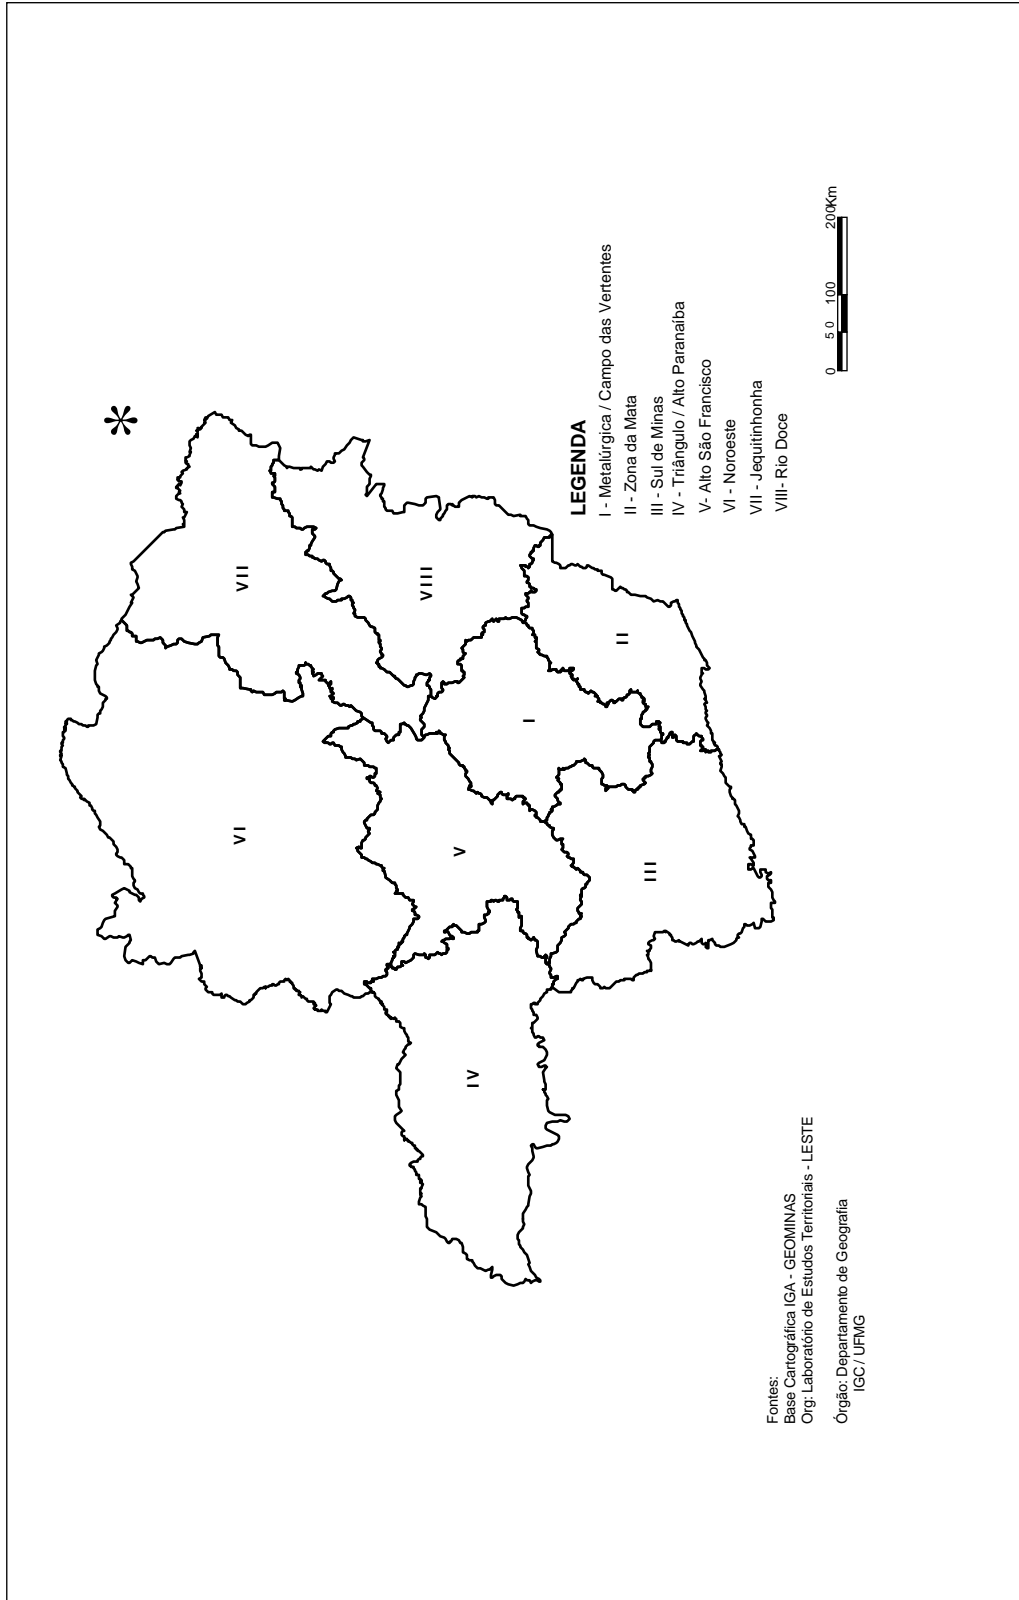 VII
VI
VIII
V
I
II
IV
III
LEGENDA
I - Metalúrgica / Campo das Vertentes
II - Zona da Mata
III - Sul de Minas
IV - Triângulo / Alto Paranaíba
V- Alto São Francisco
VI - Noroeste
VII - Jequitinhonha
VIII- Rio Doce
0 50 100 200Km
Fontes:
Base Cartográfica IGA - GEOMINAS
Org: Laboratório de Estudos Territoriais - LESTE
Órgão: Departamento de Geografia
IGC / UFMG